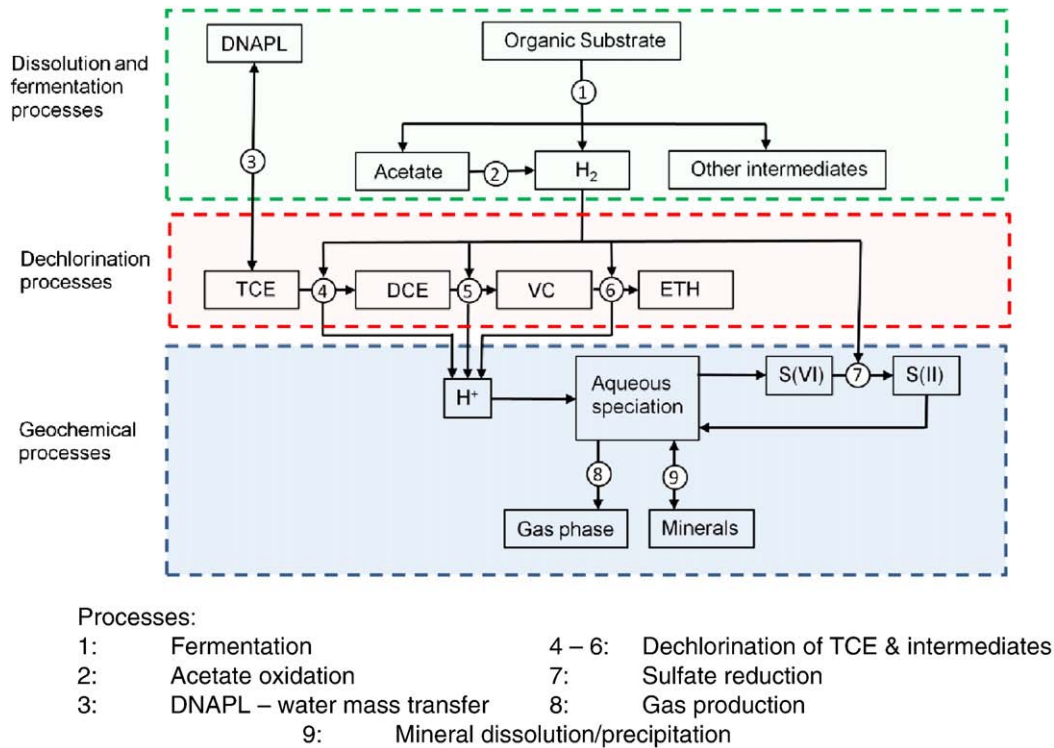 DNAPL
Organic Substrate
Dissolution and
fermentation
processes
1
3
Acetate
2
H₂
Other intermediates
Dechlorination
processes
TCE
4
DCE
5
VC
6
ETH
H⁺
Aqueous
speciation
S(VI)
7
S(II)
Geochemical
processes
8
9
Gas phase
Minerals
Processes:
1: Fermentation 4 – 6: Dechlorination of TCE & intermediates
2: Acetate oxidation 7: Sulfate reduction
3: DNAPL – water mass transfer 8: Gas production
9: Mineral dissolution/precipitation